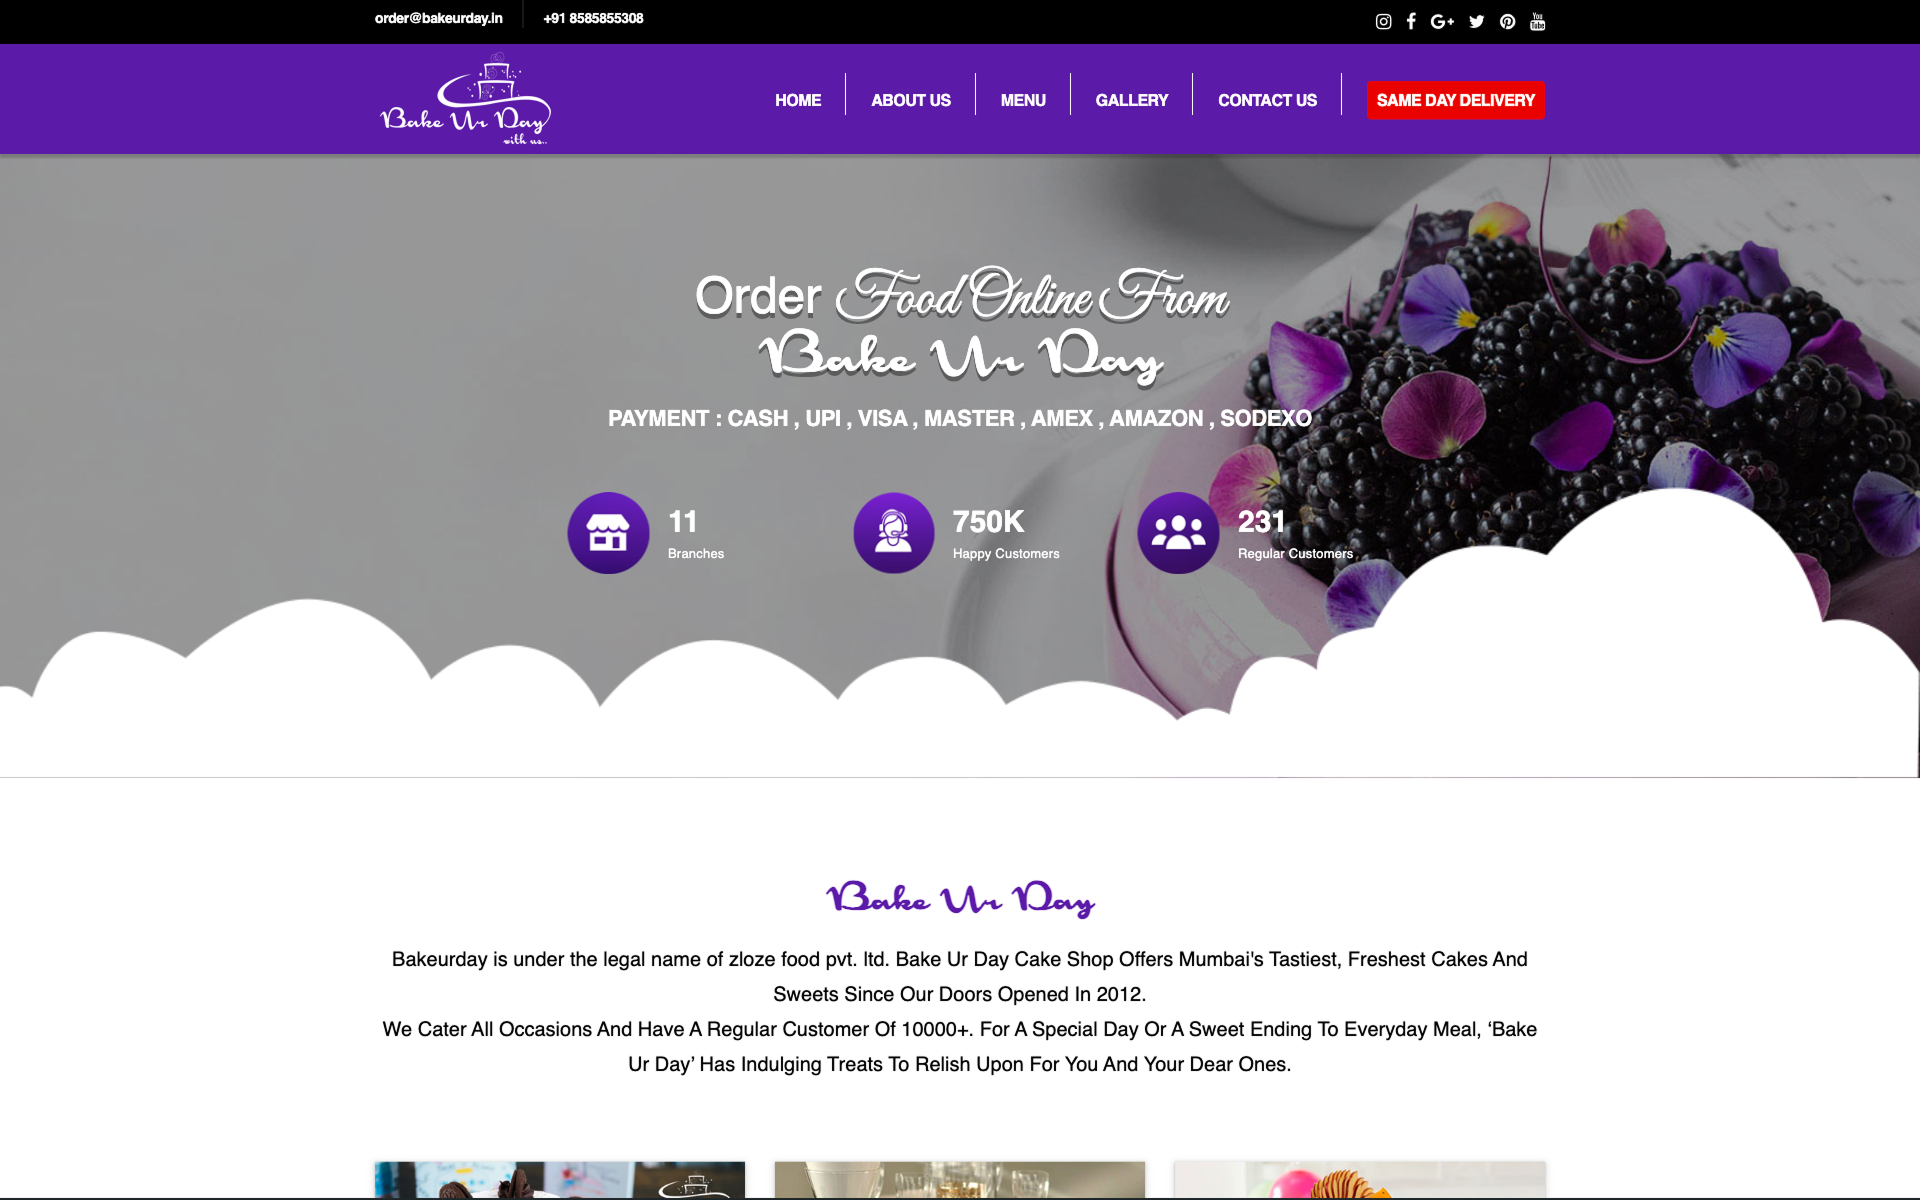 order@bakeurday.in
+91 8585855308
Bake Ur Day
with us..
HOME
ABOUT US
MENU
GALLERY
CONTACT US
SAME DAY DELIVERY
Order Food Online From
Bake Ur Day
PAYMENT : CASH , UPI , VISA , MASTER , AMEX , AMAZON , SODEXO
11
Branches
750K
Happy Customers
231
Regular Customers
Bake Ur Day
Bakeurday is under the legal name of zloze food pvt. ltd. Bake Ur Day Cake Shop Offers Mumbai's Tastiest, Freshest Cakes And
Sweets Since Our Doors Opened In 2012.
We Cater All Occasions And Have A Regular Customer Of 10000+. For A Special Day Or A Sweet Ending To Everyday Meal, ‘Bake
Ur Day’ Has Indulging Treats To Relish Upon For You And Your Dear Ones.